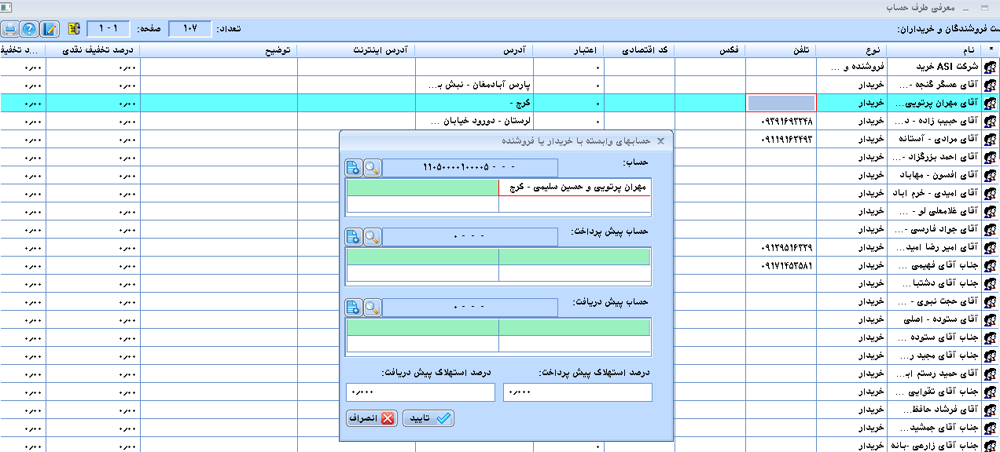 معرفی طرف حساب
ست فروشندگان و خریداران: تعداد: ۱۰۷ صفحه: ۱ - ۱
* نام نوع تلفن فکس کد اقتصادی اعتبار آدرس آدرس اینترنت توضیح درصد تخفیف نقدی ...د تخفیف
شرکت ASI خرید فروشنده و ... ۰ ۰٫۰۰ ۰٫۰۰
آقای عسگر گنجه -... خریدار ۰ پارس آبادمغان - نبش بـ... ۰٫۰۰ ۰٫۰۰
آقای مهران پرتویی... خریدار ۰ کرج - ۰٫۰۰ ۰٫۰۰
آقای حبیب زاده - د... خریدار ۰۹۳۹۱۶۹۳۳۴۸ ۰ لرستان - دورود خیابان ... ۰٫۰۰ ۰٫۰۰
آقای مرادی - آستانه خریدار ۰۹۱۱۹۱۶۲۴۹۳ ۰٫۰۰ ۰٫۰۰
آقای احمد بزرگزاد -... خریدار ۰٫۰۰ ۰٫۰۰
آقای افسون - مهاباد خریدار ۰٫۰۰ ۰٫۰۰
آقای امیدی - خرم اباد خریدار ۰٫۰۰ ۰٫۰۰
آقای غلامعلی لو - ... خریدار ۰٫۰۰ ۰٫۰۰
آقای جواد فارسی -... خریدار ۰٫۰۰ ۰٫۰۰
آقای امیر رضا امید... خریدار ۰۹۱۲۹۵۱۶۲۲۹ ۰٫۰۰ ۰٫۰۰
جناب آقای فهیمی ... خریدار ۰۹۱۷۱۴۵۳۵۸۱ ۰٫۰۰ ۰٫۰۰
جناب آقای دشتبا... خریدار ۰٫۰۰ ۰٫۰۰
آقای حجت نبوی - ... خریدار ۰٫۰۰ ۰٫۰۰
آقای ستوده - اصلی خریدار ۰٫۰۰ ۰٫۰۰
جناب آقای ستوده ... خریدار ۰٫۰۰ ۰٫۰۰
جناب آقای مجید ر... خریدار ۰٫۰۰ ۰٫۰۰
آقای حمید رستم ابـ... خریدار ۰٫۰۰ ۰٫۰۰
جناب آقای تقوایی ... خریدار ۰٫۰۰ ۰٫۰۰
آقای فرشاد حافظ... خریدار ۰٫۰۰ ۰٫۰۰
جناب آقای جمشید... خریدار ۰٫۰۰ ۰٫۰۰
جناب آقای زارعی -بانه خریدار ۰ ۰٫۰۰ ۰٫۰۰
حسابهای وابسته با خریدار یا فروشنده
حساب: ۱۱۰۵۰۰۰۰۱۰۰۰۰۵ - - -
مهران پرتویی و حسین سلیمی - کرج
حساب پیش پرداخت: ۰ - - -
حساب پیش دریافت: ۰ - - -
درصد استهلاک پیش پرداخت: درصد استهلاک پیش دریافت:
۰٫۰۰۰ ۰٫۰۰۰
تایید انصراف